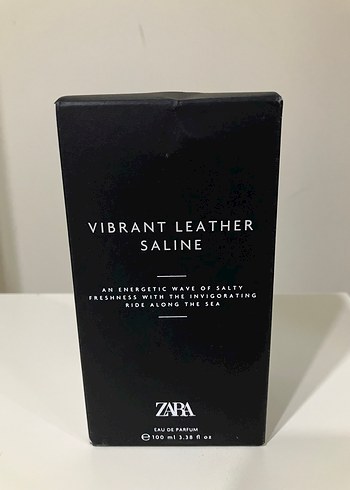 VIBRANT LEATHER
SALINE
AN ENERGETIC WAVE OF SALTY
FRESHNESS WITH THE INVIGORATING
RIDE ALONG THE SEA
ZARA
EAU DE PARFUM
℮ 100 ml 3.38 fl oz